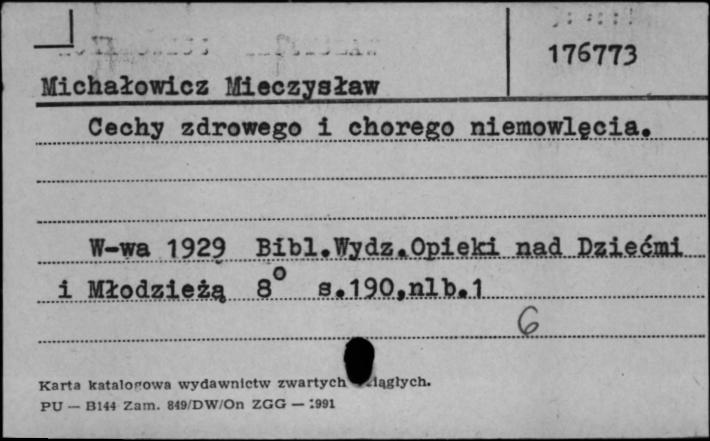 176773
Michałowicz Mieczysław
Cechy zdrowego i chorego niemowlęcia.
W-wa 1929 Bibl.Wydz.Opieki nad Dziećmi
i Młodzieżą 8° s.190,nlb.1
6
Karta katalogowa wydawnictw zwartych
PU — B144 Zam. 849/DW/On ZGG — 1991